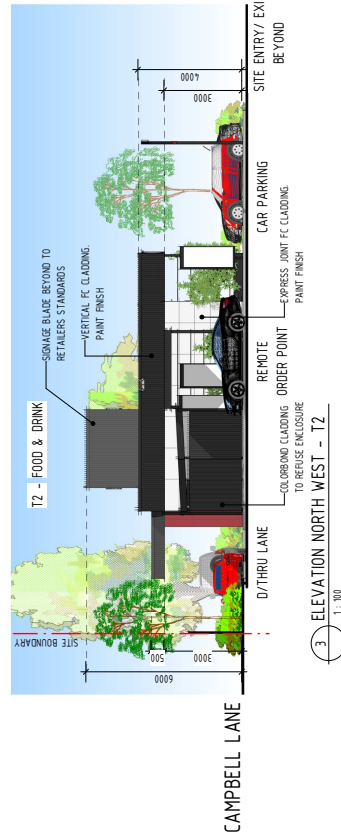 SIGNAGE BLADE BEYOND TO
RETAILERS STANDARDS
T2 - FOOD & DRINK
VERTICAL FC CLADDING.
PAINT FINISH
SITE BOUNDARY
6000
500
3000
4000
3000
CAMPBELL LANE
D/THRU LANE
COLORBOND CLADDING
TO REFUSE ENCLOSURE
REMOTE
ORDER POINT
EXPRESS JOINT FC CLADDING.
PAINT FINISH
CAR PARKING
SITE ENTRY/ EXI
BEYOND
3
ELEVATION NORTH WEST - T2
1 : 100